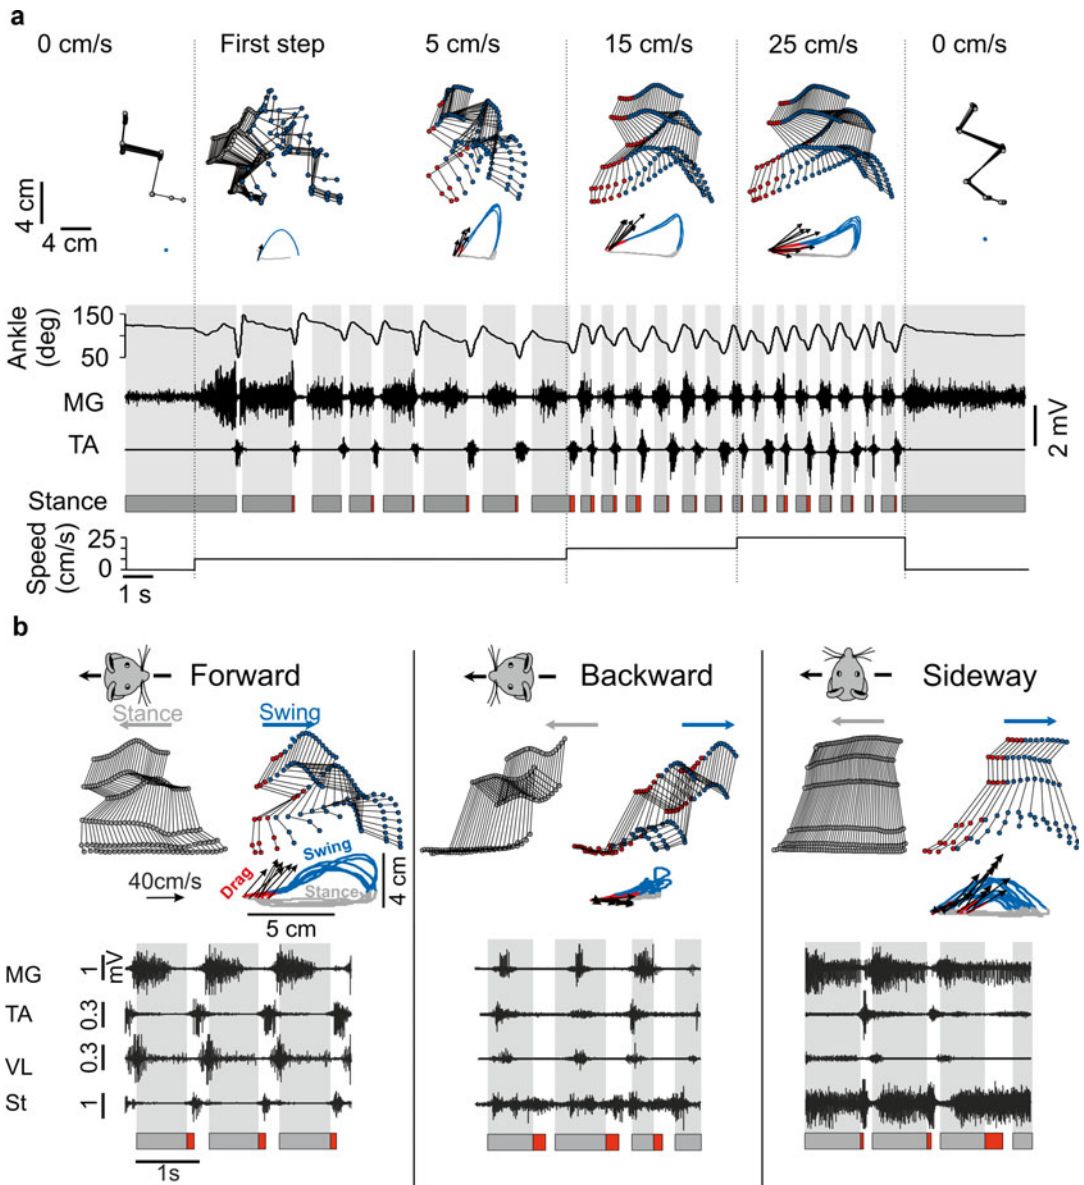 a
0 cm/s First step 5 cm/s 15 cm/s 25 cm/s 0 cm/s
4 cm
4 cm
Ankle (deg)
150
50
MG
TA
2 mV
Stance
Speed (cm/s)
25
0
1 s
b
Forward Backward Sideway
Stance Swing
40cm/s
Drag
Swing
Stance
4 cm
5 cm
MG 1 mV
TA 0.3
VL 0.3
St 1
1s